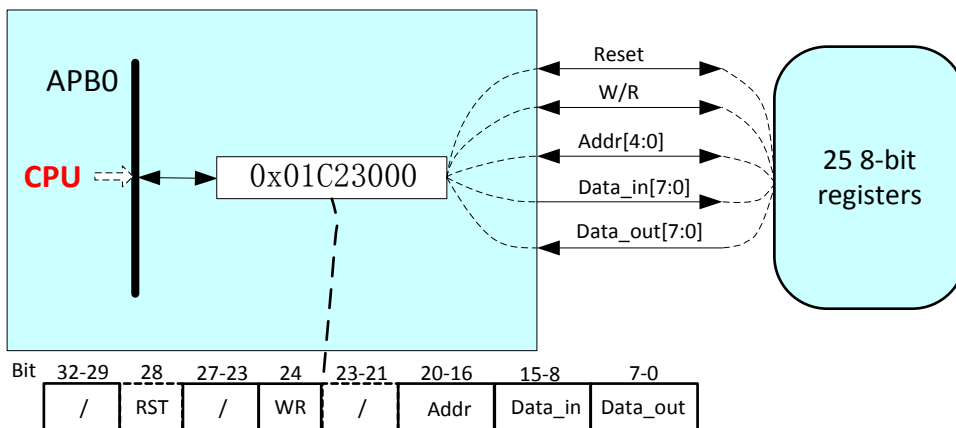 APB0
CPU
0x01C23000
Reset
W/R
Addr[4:0]
Data_in[7:0]
Data_out[7:0]
25 8-bit
registers
Bit 32-29 28 27-23 24 23-21 20-16 15-8 7-0
/ RST / WR / Addr Data_in Data_out